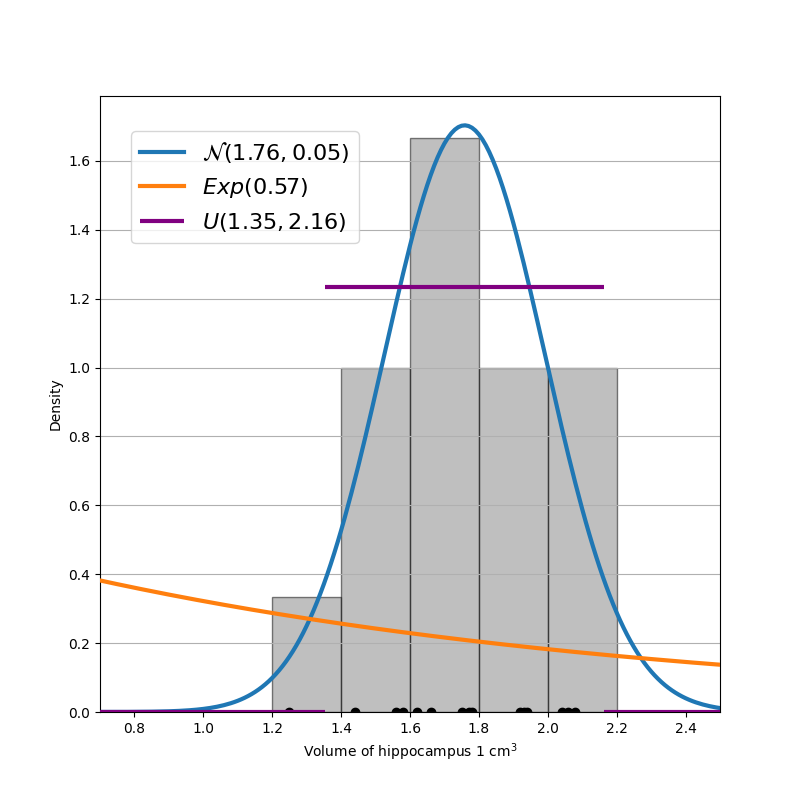 𝒩(1.76, 0.05)
Exp(0.57)
U(1.35, 2.16)
1.6
1.4
1.2
1.0
0.8
0.6
0.4
0.2
0.0
Density
0.8 1.0 1.2 1.4 1.6 1.8 2.0 2.2 2.4
Volume of hippocampus 1 cm³